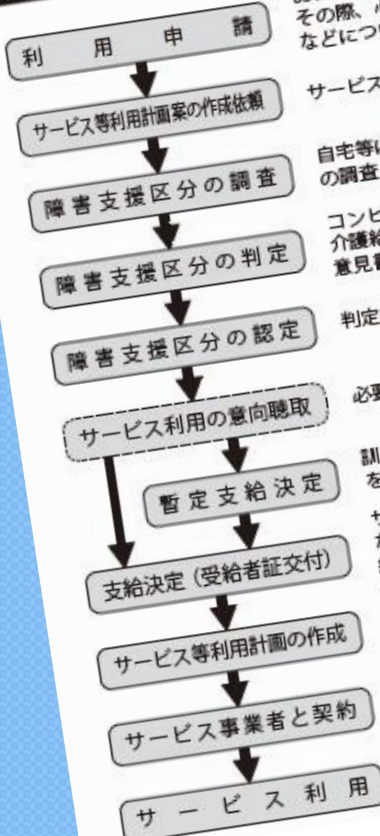 利用申請
その際、
などにつ
サービス等利用計画案の作成依頼
サービス
障害支援区分の調査
自宅等
の調査
障害支援区分の判定
コンピ
介護給
意見書
障害支援区分の認定
判定
サービス利用の意向聴取
必要
暫定支給決定
訓
を
支給決定（受給者証交付）
サービス等利用計画の作成
サービス事業者と契約
サービス利用